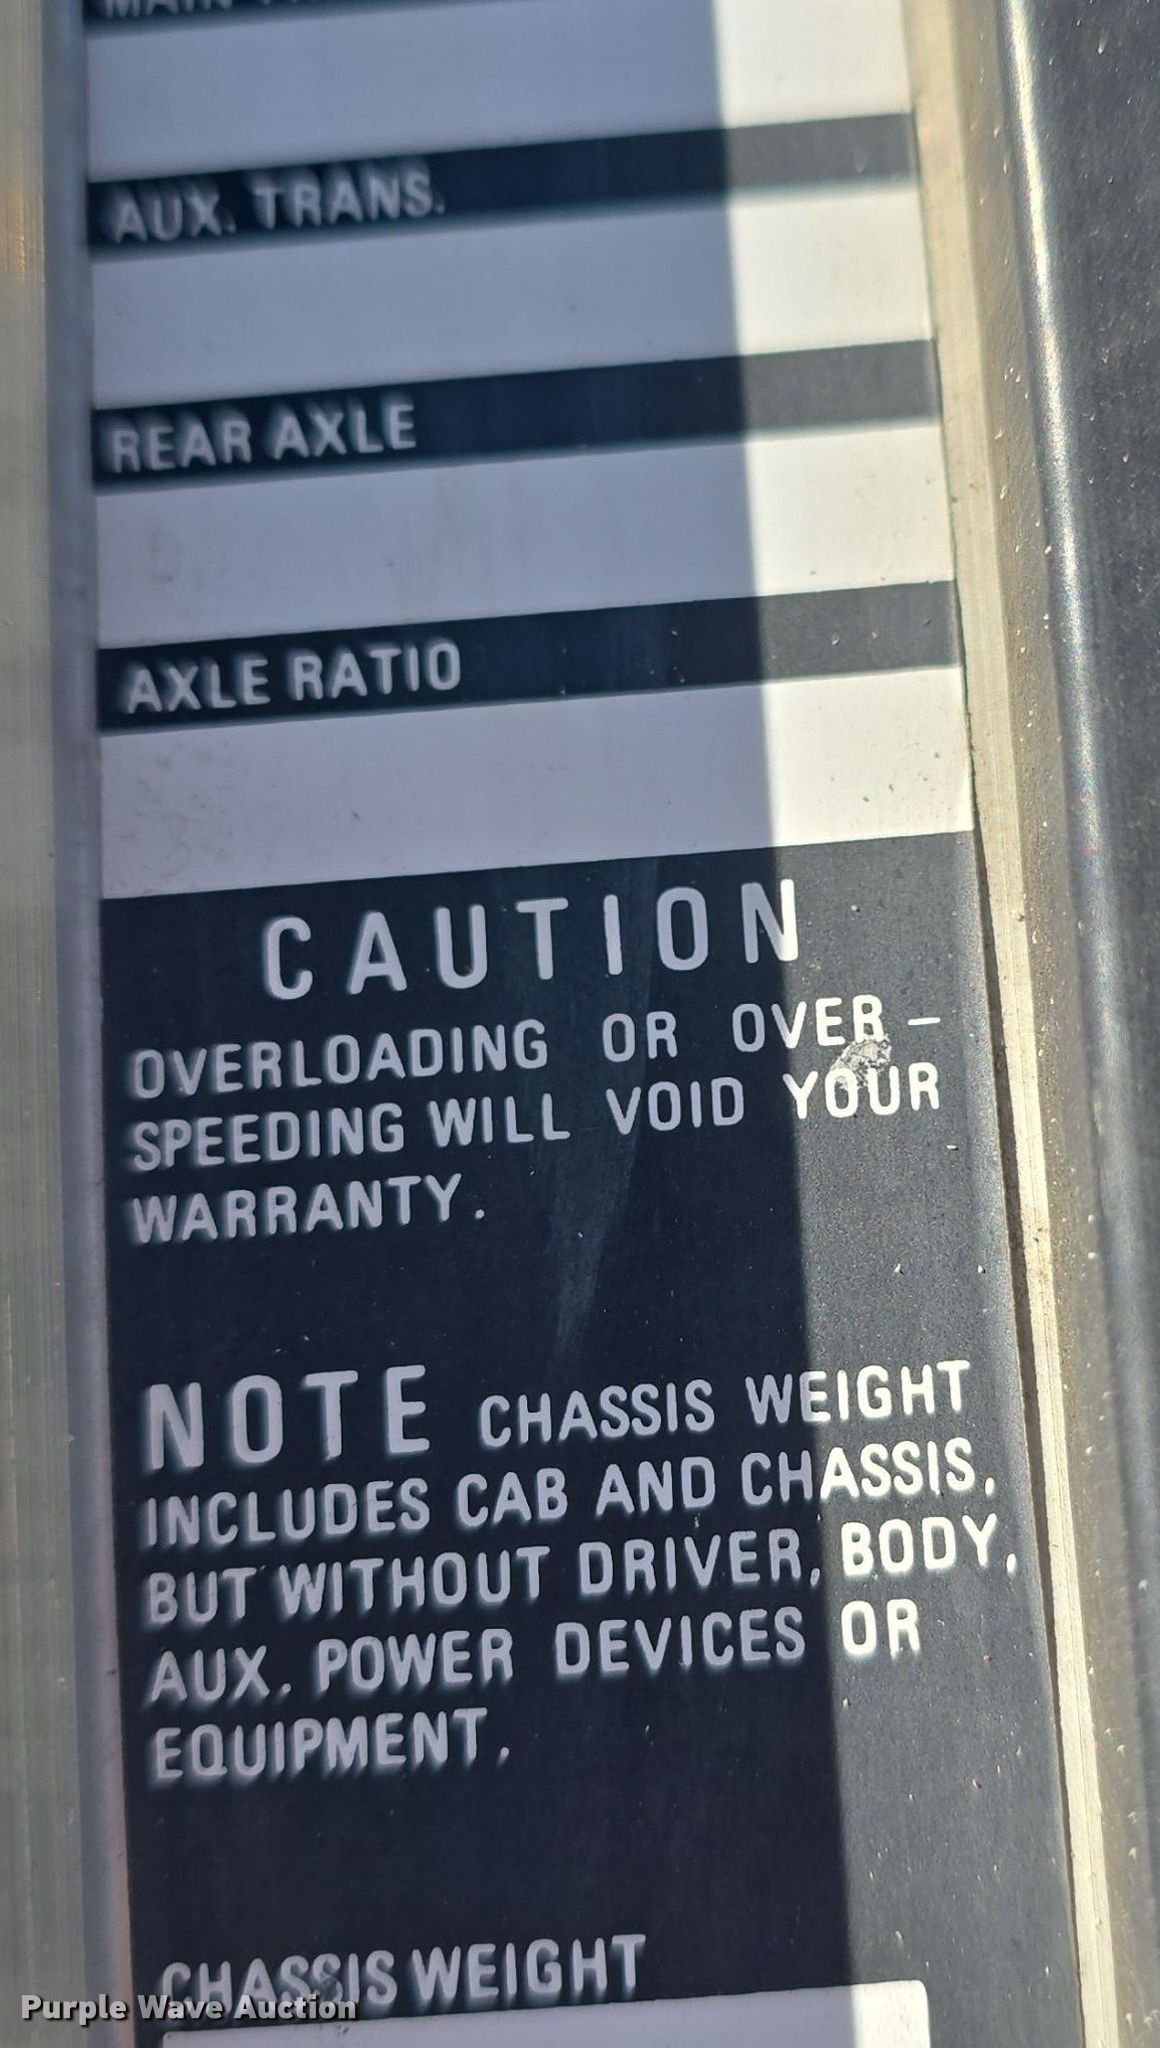 MAIN
AUX. TRANS.
REAR AXLE
AXLE RATIO
CAUTION
OVERLOADING OR OVER-
SPEEDING WILL VOID YOUR
WARRANTY.
NOTE CHASSIS WEIGHT
INCLUDES CAB AND CHASSIS,
BUT WITHOUT DRIVER, BODY,
AUX. POWER DEVICES OR
EQUIPMENT.
CHASSIS WEIGHT
Purple Wave Auction